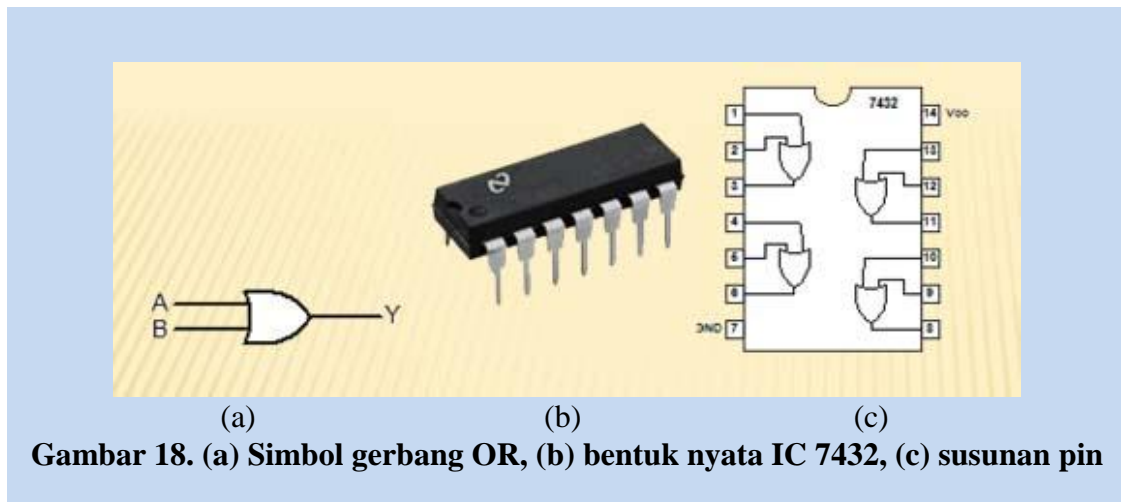 A
B
Y
7432
1
2
3
4
5
6
GND 7
14 Vcc
13
12
11
10
9
8
(a) (b) (c)
Gambar 18. (a) Simbol gerbang OR, (b) bentuk nyata IC 7432, (c) susunan pin